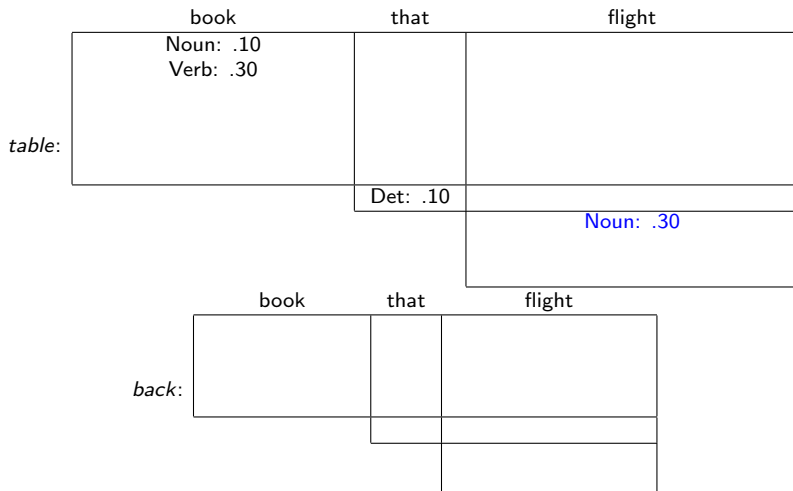 book that flight
Noun: .10
Verb: .30
table:
Det: .10
Noun: .30
book that flight
back: